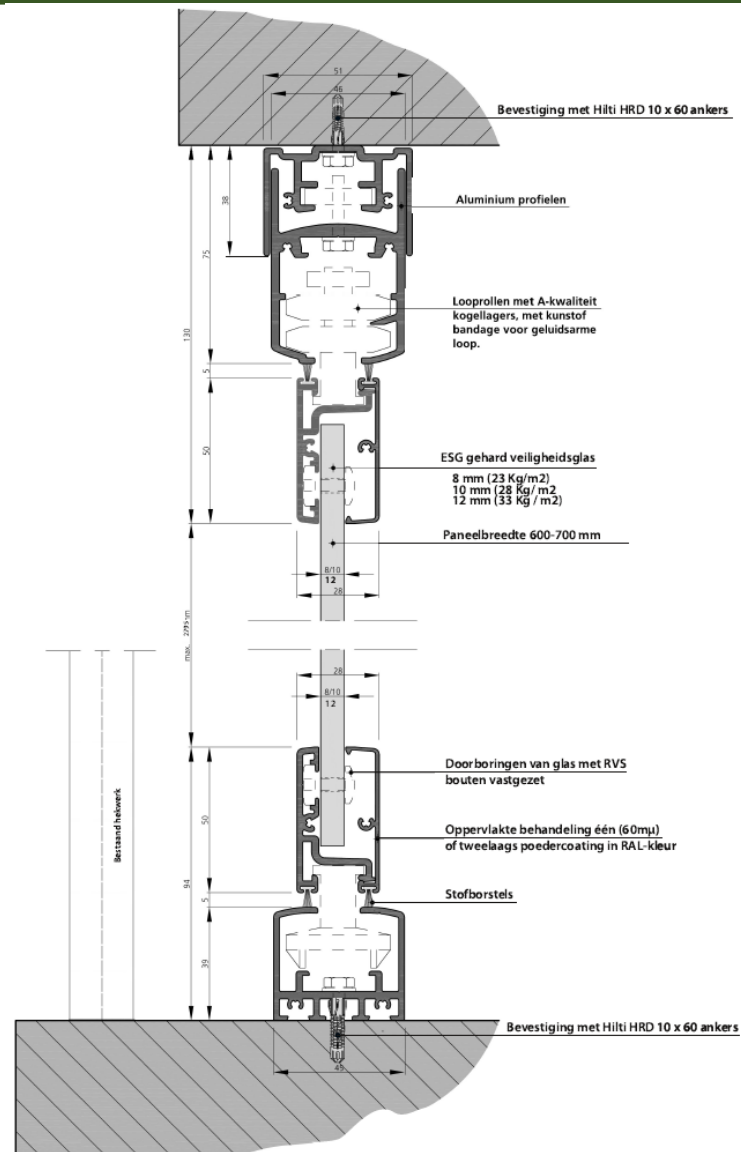 51
46
Bevestiging met Hilti HRD 10 x 60 ankers
38
Aluminium profielen
75
Looprollen met A-kwaliteit
kogellagers, met kunstof
bandage voor geluidsarme
loop.
130
5
50
ESG gehard veiligheidsglas
8 mm (23 Kg/m2)
10 mm (28 Kg/ m2
12 mm (33 Kg / m2)
Paneelbreedte 600-700 mm
8/10
12
28
max.
28
8/10
12
Doorboringen van glas met RVS
bouten vastgezet
50
Bestaand hekwerk
Oppervlakte behandeling één (60mµ)
of tweelaags poedercoating in RAL-kleur
94
5
Stofborstels
39
Bevestiging met Hilti HRD 10 x 60 ankers